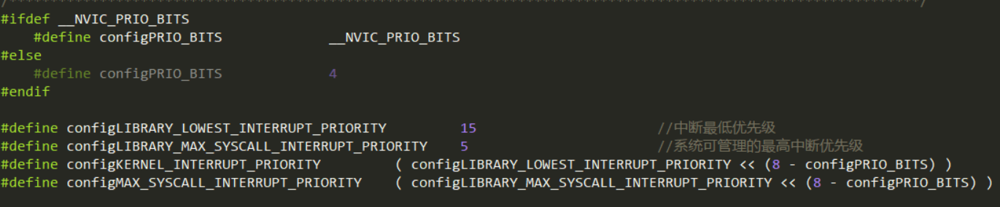 /***************************************************************************************************************/
#ifdef __NVIC_PRIO_BITS
    #define configPRIO_BITS             __NVIC_PRIO_BITS
#else
    #define configPRIO_BITS             4
#endif
#define configLIBRARY_LOWEST_INTERRUPT_PRIORITY         15                      //中断最低优先级
#define configLIBRARY_MAX_SYSCALL_INTERRUPT_PRIORITY    5                       //系统可管理的最高中断优先级
#define configKERNEL_INTERRUPT_PRIORITY         ( configLIBRARY_LOWEST_INTERRUPT_PRIORITY << (8 - configPRIO_BITS) )
#define configMAX_SYSCALL_INTERRUPT_PRIORITY    ( configLIBRARY_MAX_SYSCALL_INTERRUPT_PRIORITY << (8 - configPRIO_BITS) )